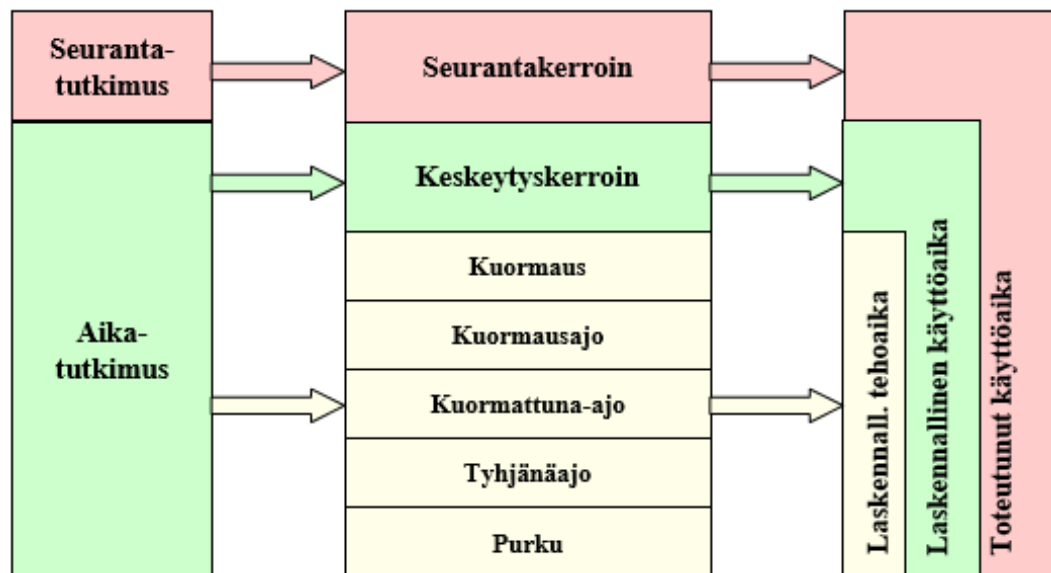 Seuranta-
tutkimus
Seurantakerroin
Keskeytyskerroin
Aika-
tutkimus
Kuormaus
Kuormausajo
Kuormattuna-ajo
Tyhjänäajo
Purku
Laskennall. tehoaika
Laskennallinen käyttöaika
Toteutunut käyttöaika